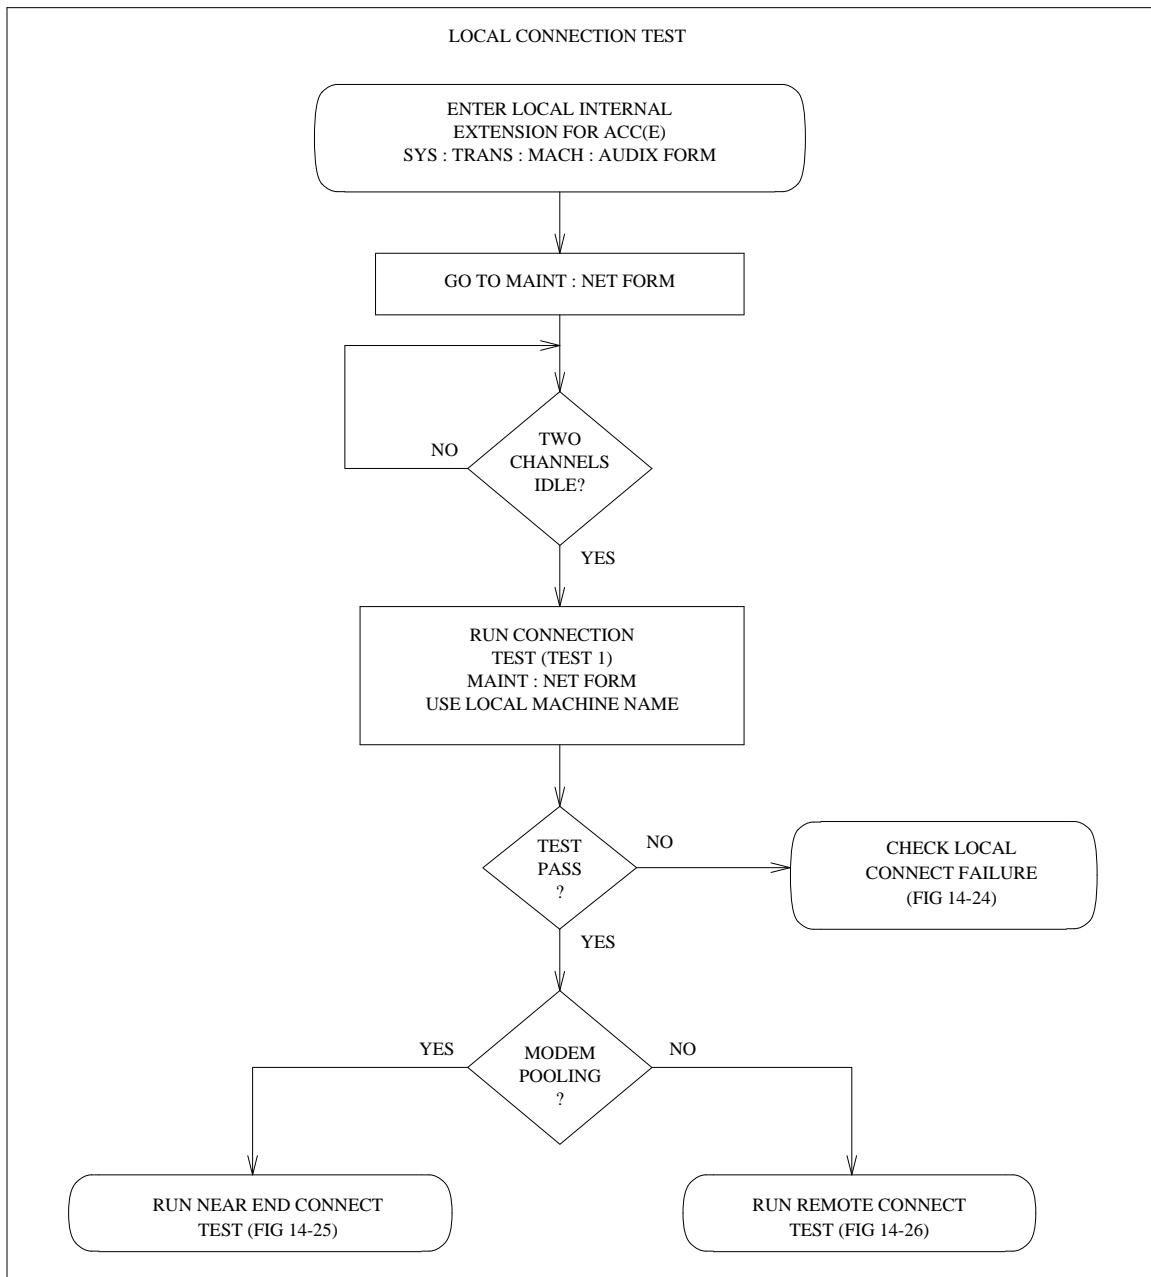 LOCAL CONNECTION TEST
ENTER LOCAL INTERNAL
EXTENSION FOR ACC(E)
SYS : TRANS : MACH : AUDIX FORM
GO TO MAINT : NET FORM
NO
TWO
CHANNELS
IDLE?
YES
RUN CONNECTION
TEST (TEST 1)
MAINT : NET FORM
USE LOCAL MACHINE NAME
TEST
PASS
?
NO
CHECK LOCAL
CONNECT FAILURE
(FIG 14-24)
YES
YES
MODEM
POOLING
?
NO
RUN NEAR END CONNECT
TEST (FIG 14-25)
RUN REMOTE CONNECT
TEST (FIG 14-26)